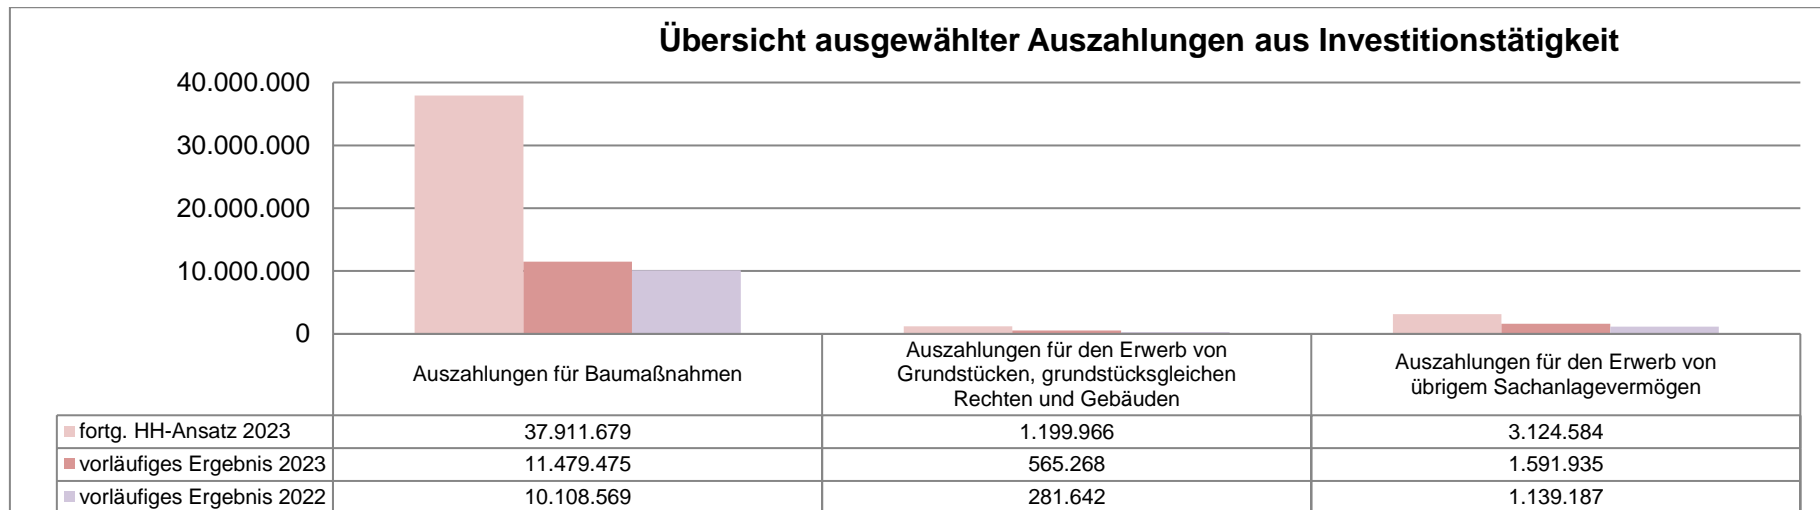 Übersicht ausgewählter Auszahlungen aus Investitionstätigkeit
40.000.000
30.000.000
20.000.000
10.000.000
0
Auszahlungen für Baumaßnahmen
Auszahlungen für den Erwerb von
Grundstücken, grundstücksgleichen
Rechten und Gebäuden
Auszahlungen für den Erwerb von
übrigem Sachanlagevermögen
fortg. HH-Ansatz 2023 37.911.679 1.199.966 3.124.584
vorläufiges Ergebnis 2023 11.479.475 565.268 1.591.935
vorläufiges Ergebnis 2022 10.108.569 281.642 1.139.187